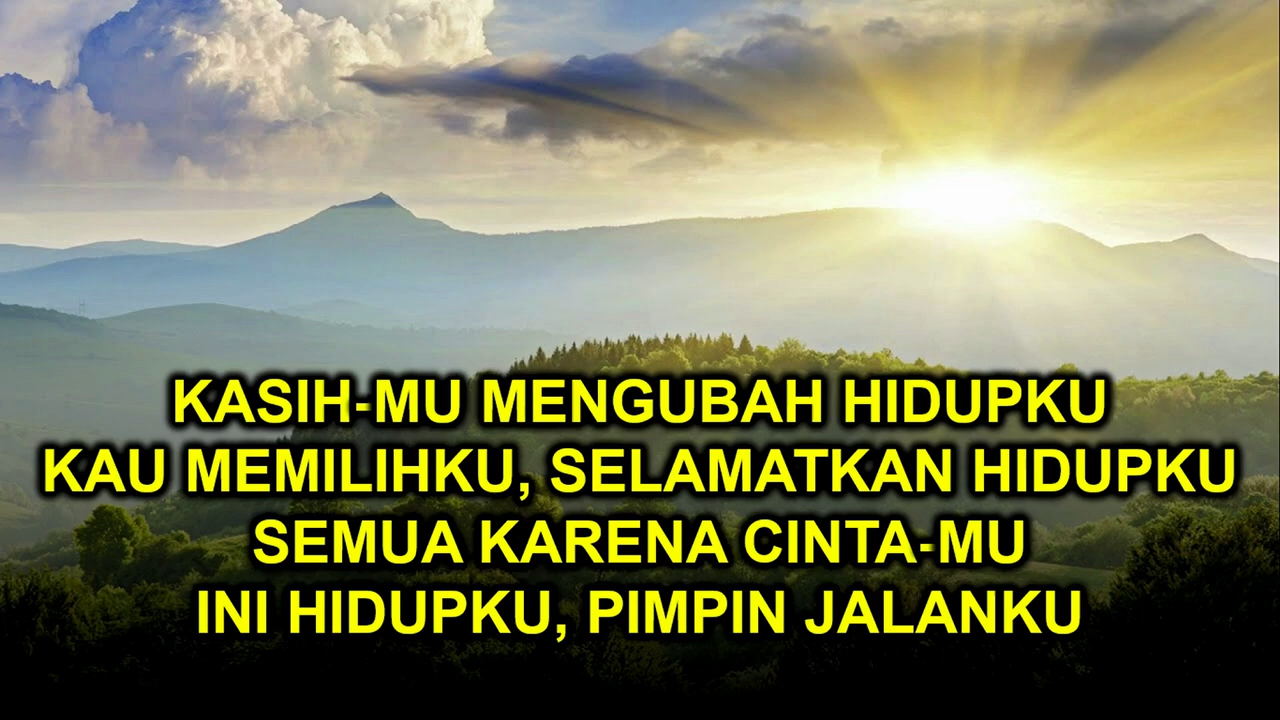 KASIH-MU MENGUBAH HIDUPKU
KAU MEMILIHKU, SELAMATKAN HIDUPKU
SEMUA KARENA CINTA-MU
INI HIDUPKU, PIMPIN JALANKU